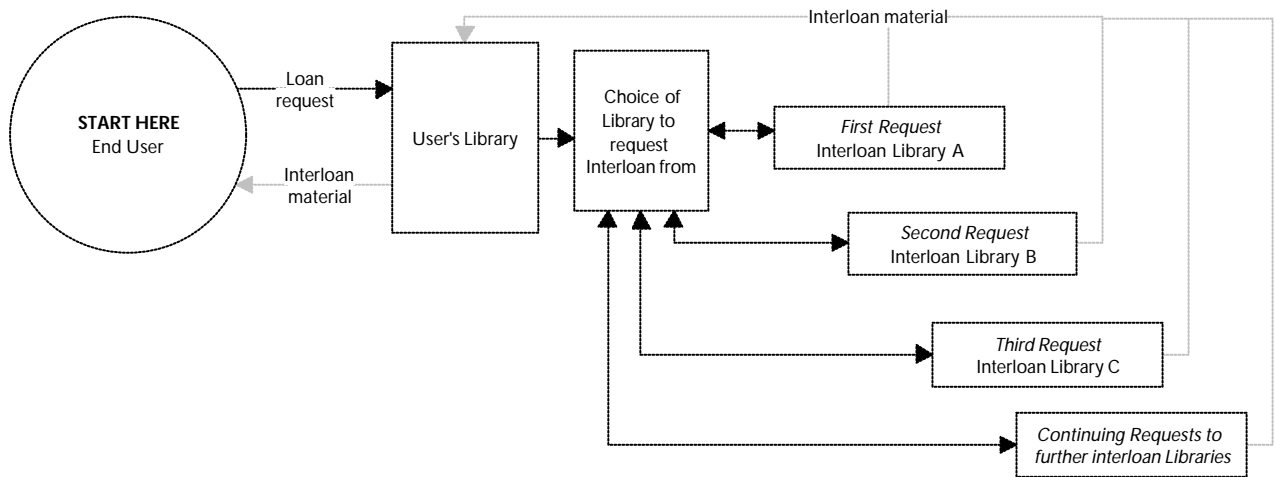 Interloan material
Loan
request
START HERE
End User
Interloan
material
User's Library
Choice of
Library to
request
Interloan from
First Request
Interloan Library A
Second Request
Interloan Library B
Third Request
Interloan Library C
Continuing Requests to
further interloan Libraries